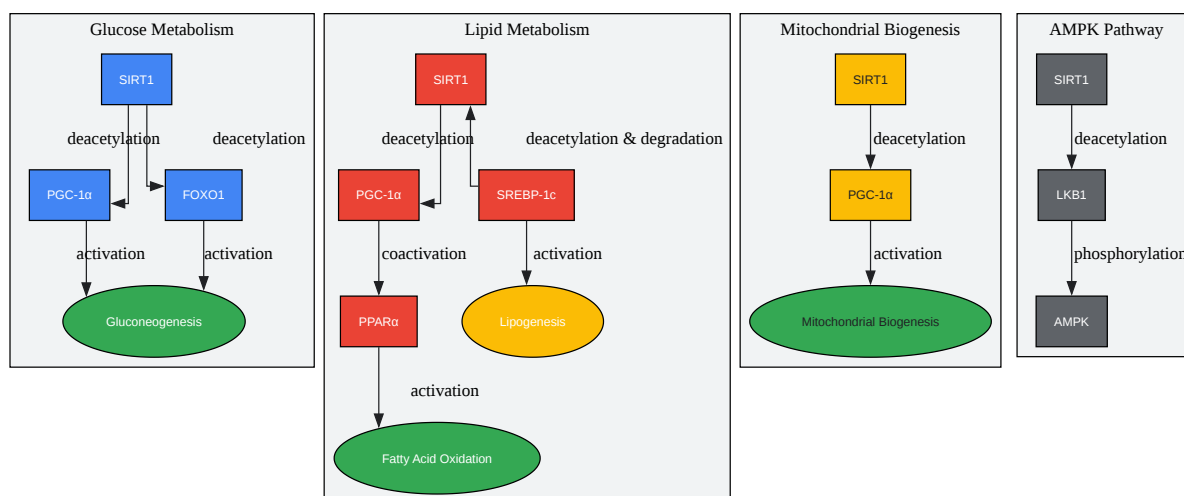 Glucose Metabolism
SIRT1
deacetylation
deacetylation
PGC-1α
FOXO1
activation
activation
Gluconeogenesis
Lipid Metabolism
SIRT1
deacetylation
deacetylation & degradation
PGC-1α
SREBP-1c
coactivation
activation
PPARα
Lipogenesis
activation
Fatty Acid Oxidation
Mitochondrial Biogenesis
SIRT1
deacetylation
PGC-1α
activation
Mitochondrial Biogenesis
AMPK Pathway
SIRT1
deacetylation
LKB1
phosphorylation
AMPK